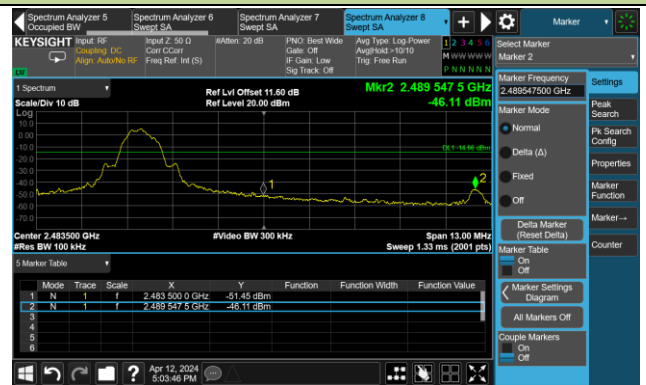 Spectrum Analyzer 5
Occupied BW
Spectrum Analyzer 6
Swept SA
Spectrum Analyzer 7
Swept SA
Spectrum Analyzer 8
Swept SA
Marker
KEYSIGHT
Input: RF
Coupling: DC
Align: Auto/No RF
Input Z: 50 Ω
Corr CCorr
Freq Ref: Int (S)
#Atten: 20 dB
PNO: Best Wide
Gate: Off
IF Gain: Low
Sig Track: Off
Avg Type: Log-Power
Avg|Hold:>10/10
Trig: Free Run
1 2 3 4 5 6
M W W W W W
P N N N N N
Select Marker
Marker 2
1 Spectrum
Scale/Div 10 dB
Log
Ref Lvl Offset 11.60 dB
Ref Level 20.00 dBm
Mkr2 2.489 547 5 GHz
-46.11 dBm
10.0
0.00
-10.0
-20.0
-30.0
-40.0
-50.0
-60.0
-70.0
DL1 -14.66 dBm
1
2
Center 2.483500 GHz
#Res BW 100 kHz
#Video BW 300 kHz
Span 13.00 MHz
Sweep 1.33 ms (2001 pts)
5 Marker Table
Mode Trace Scale X Y Function Function Width Function Value
1 N 1 f 2.483 500 0 GHz -51.45 dBm
2 N 1 f 2.489 547 5 GHz -46.11 dBm
3
4
5
6
Marker Frequency
2.489547500 GHz
Marker Mode
Normal
Delta (Δ)
Fixed
Off
Delta Marker
(Reset Delta)
Marker Table
On
Off
Marker Settings
Diagram
All Markers Off
Couple Markers
On
Off
Settings
Peak
Search
Pk Search
Config
Properties
Marker
Function
Marker→
Counter
?
Apr 12, 2024
5:03:46 PM